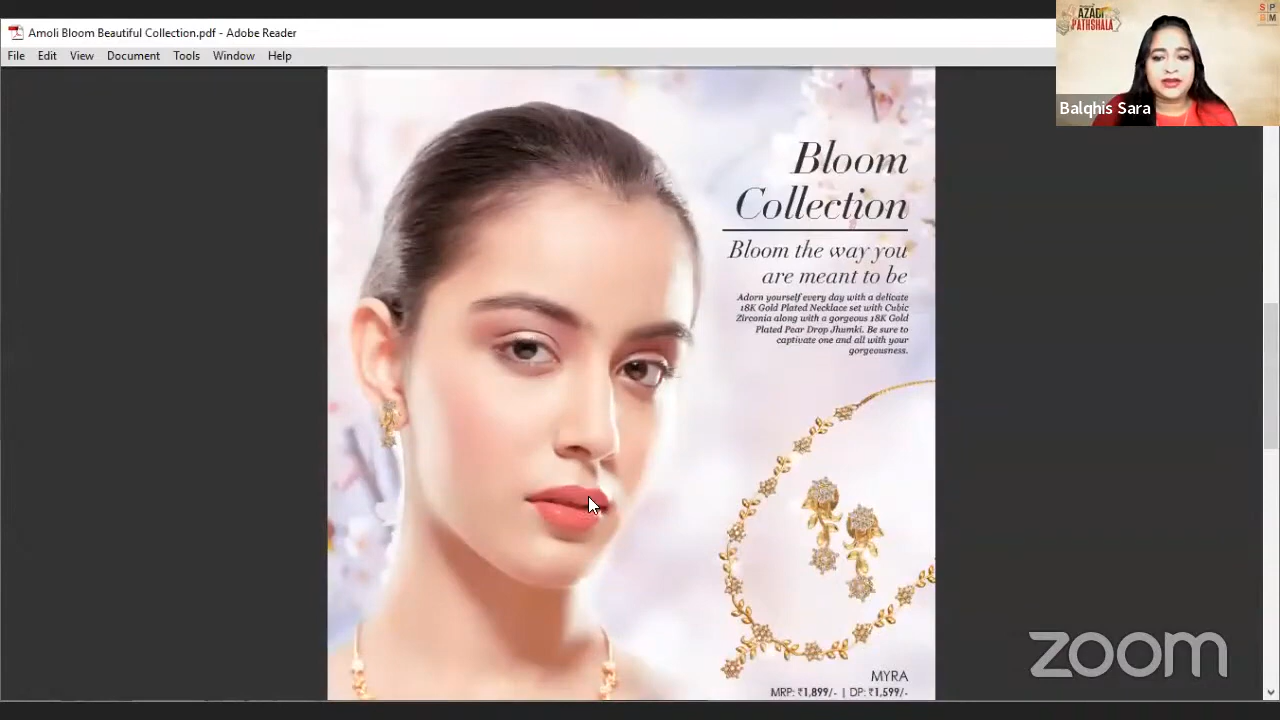 Amoli Bloom Beautiful Collection.pdf - Adobe Reader
File Edit View Document Tools Window Help
AZADI
PATHSHALA
S P
M
Balqhis Sara
Bloom
Collection
Bloom the way you
are meant to be
Adorn yourself every day with a delicate
18K Gold Plated Necklace set with Cubic
Zirconia along with a gorgeous 18K Gold
Plated Pear Drop Jhumki. Be sure to
captivate one and all with your
gorgeousness.
MYRA
MRP: ₹1,899/- | DP: ₹1,599/-
zoom